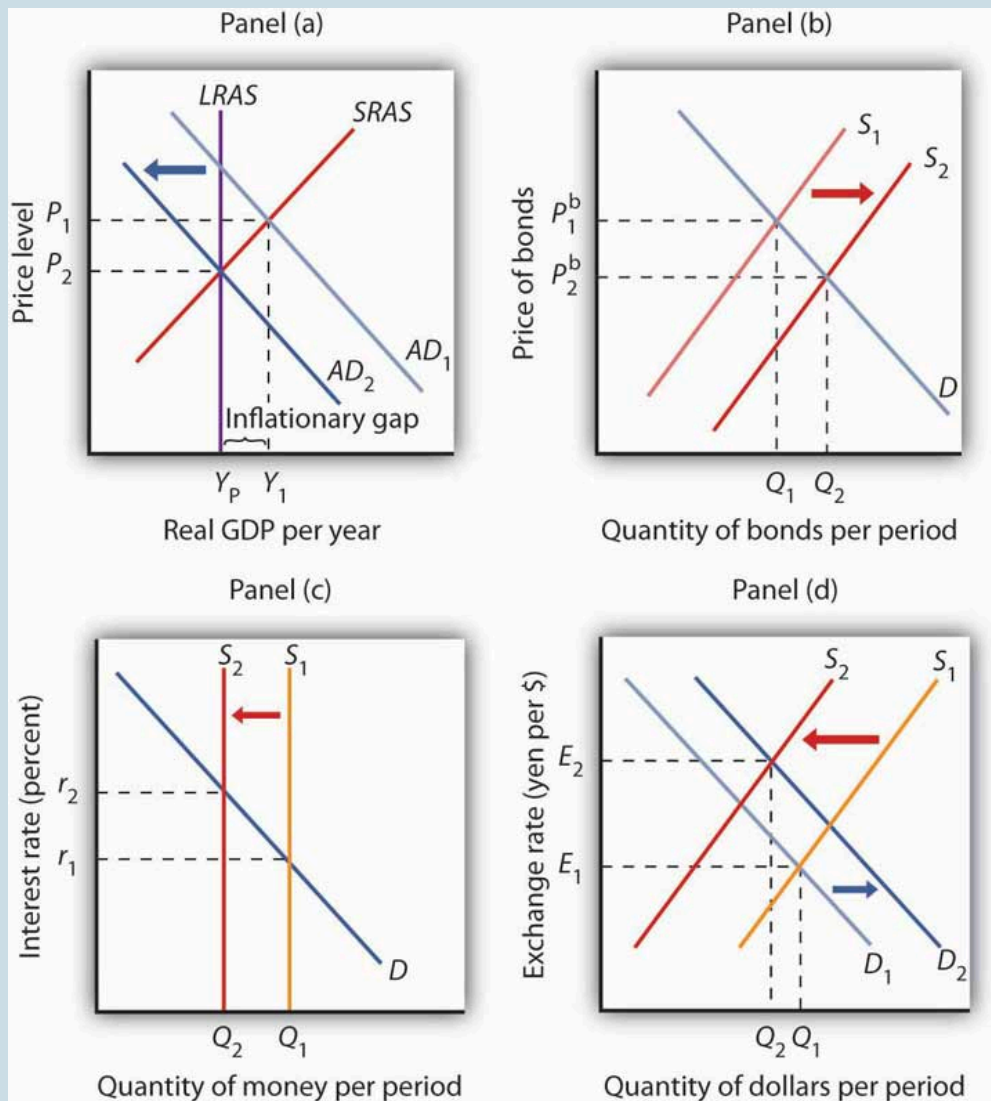 Panel (a)
Price level
LRAS
SRAS
P₁
P₂
AD₁
AD₂
Inflationary gap
Yₚ Y₁
Real GDP per year
Panel (b)
Price of bonds
S₁
S₂
P₁ᵇ
P₂ᵇ
D
Q₁ Q₂
Quantity of bonds per period
Panel (c)
Interest rate (percent)
S₂ S₁
r₂
r₁
D
Q₂ Q₁
Quantity of money per period
Panel (d)
Exchange rate (yen per $)
S₂ S₁
E₂
E₁
D₁ D₂
Q₂ Q₁
Quantity of dollars per period